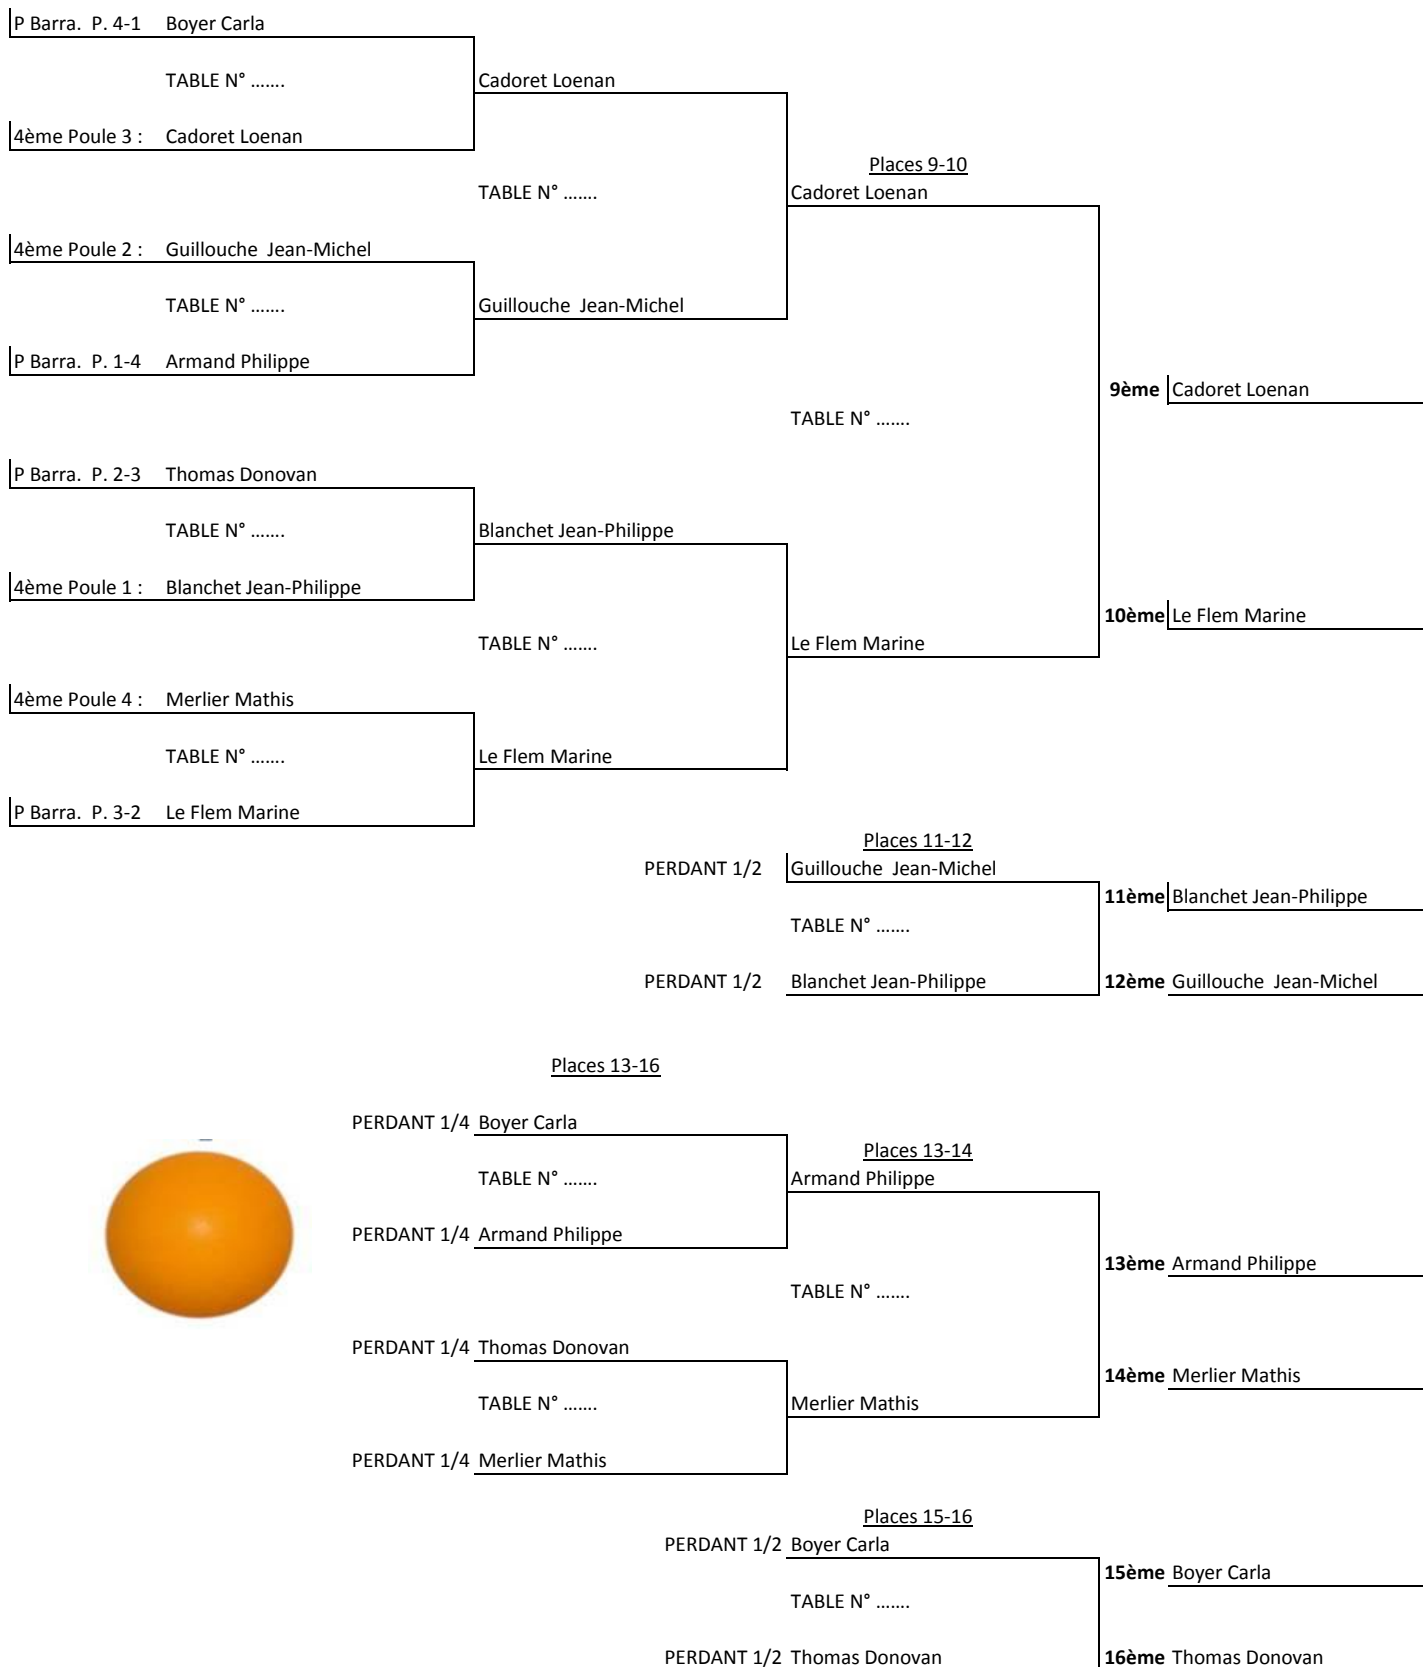 P Barra. P. 4-1 Boyer Carla
TABLE N° ....... Cadoret Loenan
4ème Poule 3 : Cadoret Loenan
Places 9-10
TABLE N° ....... Cadoret Loenan
4ème Poule 2 : Guillouche Jean-Michel
TABLE N° ....... Guillouche Jean-Michel
P Barra. P. 1-4 Armand Philippe
9ème Cadoret Loenan
TABLE N° .......
P Barra. P. 2-3 Thomas Donovan
TABLE N° ....... Blanchet Jean-Philippe
4ème Poule 1 : Blanchet Jean-Philippe
10ème Le Flem Marine
TABLE N° ....... Le Flem Marine
4ème Poule 4 : Merlier Mathis
TABLE N° ....... Le Flem Marine
P Barra. P. 3-2 Le Flem Marine
Places 11-12
PERDANT 1/2 Guillouche Jean-Michel
11ème Blanchet Jean-Philippe
TABLE N° .......
PERDANT 1/2 Blanchet Jean-Philippe 12ème Guillouche Jean-Michel
Places 13-16
PERDANT 1/4 Boyer Carla
Places 13-14
TABLE N° ....... Armand Philippe
PERDANT 1/4 Armand Philippe
13ème Armand Philippe
TABLE N° .......
PERDANT 1/4 Thomas Donovan
14ème Merlier Mathis
TABLE N° ....... Merlier Mathis
PERDANT 1/4 Merlier Mathis
Places 15-16
PERDANT 1/2 Boyer Carla
15ème Boyer Carla
TABLE N° .......
PERDANT 1/2 Thomas Donovan 16ème Thomas Donovan